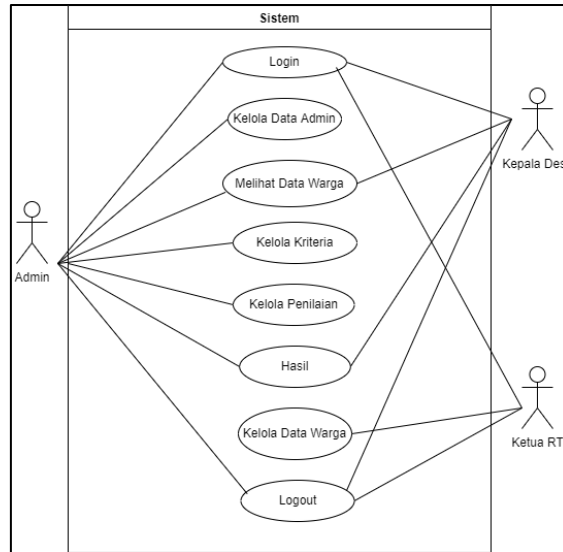 Sistem
Login
Kelola Data Admin
Melihat Data Warga
Kepala Des
Kelola Kriteria
Admin
Kelola Penilaian
Hasil
Kelola Data Warga
Ketua RT
Logout